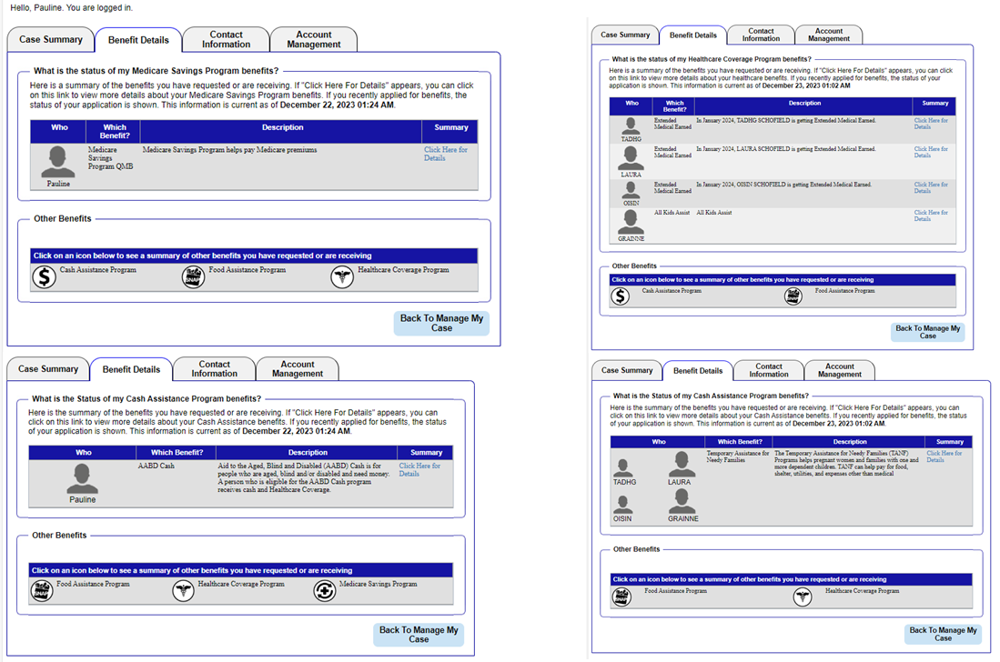 Hello, Pauline. You are logged in.
Case Summary
Benefit Details
Contact
Information
Account
Management
What is the status of my Medicare Savings Program benefits?
Here is a summary of the benefits you have requested or are receiving. If "Click Here For Details" appears, you can click
on this link to view more details about your Medicare Savings Program benefits. If you recently applied for benefits, the
status of your application is shown. This information is current as of December 22, 2023 01:24 AM.
Who
Which
Benefit?
Description
Summary
Pauline
Medicare
Savings
Program QMB
Medicare Savings Program helps pay Medicare premiums
Click Here for
Details
Other Benefits
Click on an icon below to see a summary of other benefits you have requested or are receiving
$ Cash Assistance Program
SNAP Food Assistance Program
Healthcare Coverage Program
Back To Manage My
Case
Case Summary
Benefit Details
Contact
Information
Account
Management
What is the Status of my Cash Assistance Program benefits?
Here is the summary of the benefits you have requested or are receiving. If "Click Here For Details" appears, you can
click on this link to view more details about your Cash Assistance benefits. If you recently applied for benefits, the status
of your application is shown. This information is current as of December 22, 2023 01:24 AM.
Who
Which Benefit?
Description
Summary
Pauline
AABD Cash
Aid to the Aged, Blind and Disabled (AABD) Cash is for
people who are aged, blind and/or disabled and need money.
A person who is eligible for the AABD Cash program
receives cash and Healthcare Coverage.
Click Here for
Details
Other Benefits
Click on an icon below to see a summary of other benefits you have requested or are receiving
SNAP Food Assistance Program
Healthcare Coverage Program
Medicare Savings Program
Back To Manage My
Case
Case Summary
Benefit Details
Contact
Information
Account
Management
What is the status of my Healthcare Coverage Program benefits?
Here is a summary of the benefits you have requested or are receiving. If "Click Here For Details" appears, you can click
on this link to view more details about your healthcare benefits. If you recently applied for benefits, the status of your
application is shown. This information is current as of December 23, 2023 01:02 AM
Who
Which
Benefit?
Description
Summary
TADHG
Extended
Medical Earned
In January 2024, TADHG SCHOFIELD is getting Extended Medical Earned.
Click Here for
Details
LAURA
Extended
Medical Earned
In January 2024, LAURA SCHOFIELD is getting Extended Medical Earned.
Click Here for
Details
OISIN
Extended
Medical Earned
In January 2024, OISIN SCHOFIELD is getting Extended Medical Earned.
Click Here for
Details
GRAINNE
All Kids Assist
All Kids Assist
Click Here for
Details
Other Benefits
Click on an icon below to see a summary of other benefits you have requested or are receiving
$ Cash Assistance Program
SNAP Food Assistance Program
Back To Manage My
Case
Case Summary
Benefit Details
Contact
Information
Account
Management
What is the Status of my Cash Assistance Program benefits?
Here is the summary of the benefits you have requested or are receiving. If "Click Here For Details" appears, you can
click on this link to view more details about your Cash Assistance benefits. If you recently applied for benefits, the status
of your application is shown. This information is current as of December 23, 2023 01:02 AM.
Who
Which Benefit?
Description
Summary
TADHG
LAURA
OISIN
GRAINNE
Temporary Assistance for
Needy Families
The Temporary Assistance for Needy Families (TANF)
Programs helps pregnant women and families with one and
more dependent children. TANF can help pay for food,
shelter, utilities, and expenses other than medical
Click Here for
Details
Other Benefits
Click on an icon below to see a summary of other benefits you have requested or are receiving
SNAP Food Assistance Program
Healthcare Coverage Program
Back To Manage My
Case